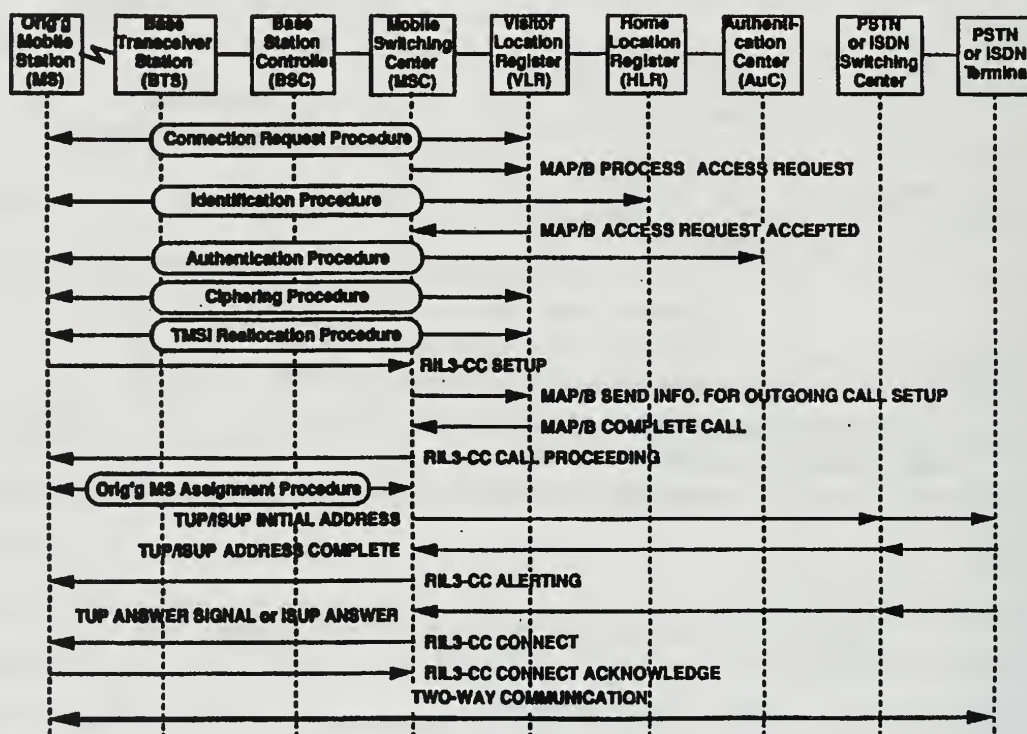 Orig'g
Mobile
Station
(MS)
Base
Transceiver
Station
(BTS)
Base
Station
Controller
(BSC)
Mobile
Switching
Center
(MSC)
Visitor
Location
Register
(VLR)
Home
Location
Register
(HLR)
Authenti-
cation
Center
(AuC)
PSTN
or ISDN
Switching
Center
PSTN
or ISDN
Terminal
Connection Request Procedure
MAP/B PROCESS ACCESS REQUEST
Identification Procedure
MAP/B ACCESS REQUEST ACCEPTED
Authentication Procedure
Ciphering Procedure
TMSI Reallocation Procedure
RIL3-CC SETUP
MAP/B SEND INFO. FOR OUTGOING CALL SETUP
MAP/B COMPLETE CALL
RIL3-CC CALL PROCEEDING
Orig'g MS Assignment Procedure
TUP/ISUP INITIAL ADDRESS
TUP/ISUP ADDRESS COMPLETE
RIL3-CC ALERTING
TUP ANSWER SIGNAL or ISUP ANSWER
RIL3-CC CONNECT
RIL3-CC CONNECT ACKNOWLEDGE
TWO-WAY COMMUNICATION